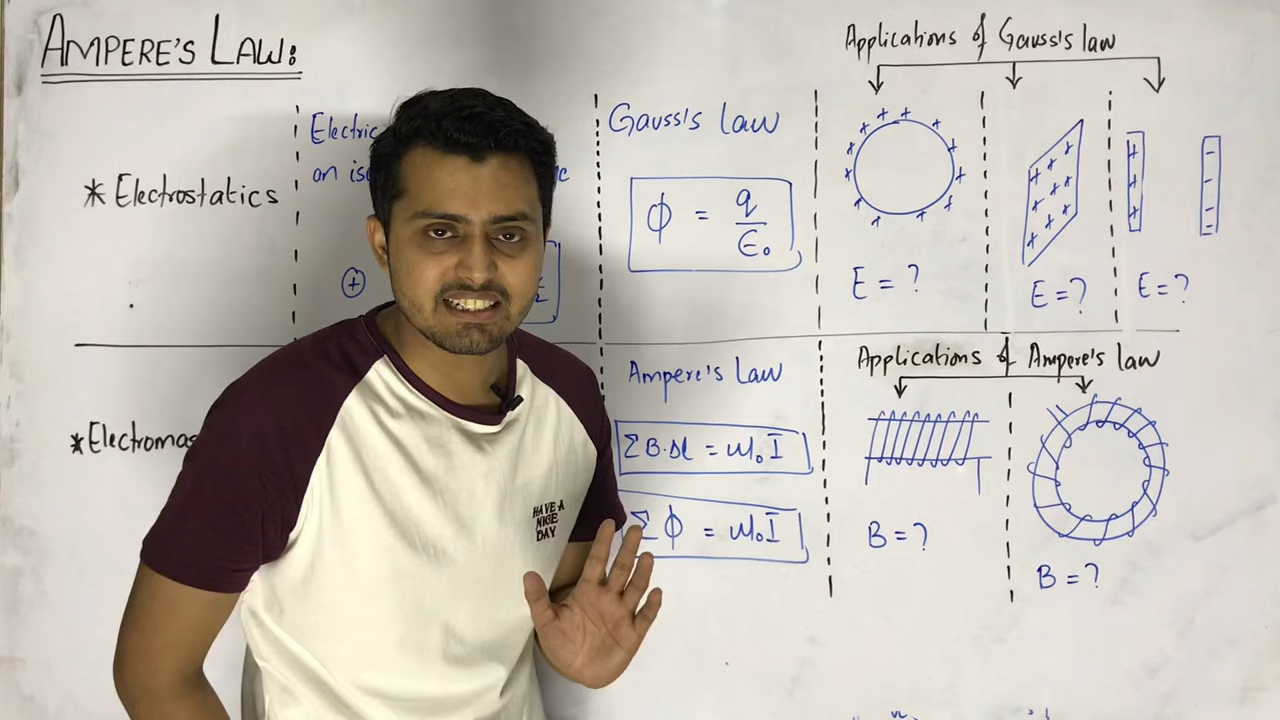 AMPERE'S LAW:
Applications of Gauss's law
Gauss's law
* Electrostatics
ϕ = q/ε₀
E = ?
E = ?
E = ?
Ampere's Law
Applications of Ampere's law
ΣB·Δl = μ₀I
Σϕ = μ₀I
B = ?
B = ?
HAVE A
NICE
DAY